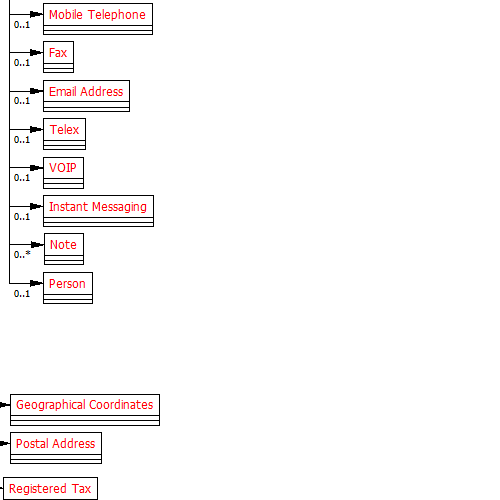 Mobile Telephone
0..1
Fax
0..1
Email Address
0..1
Telex
0..1
VOIP
0..1
Instant Messaging
0..1
Note
0..*
Person
0..1
Geographical Coordinates
Postal Address
Registered Tax